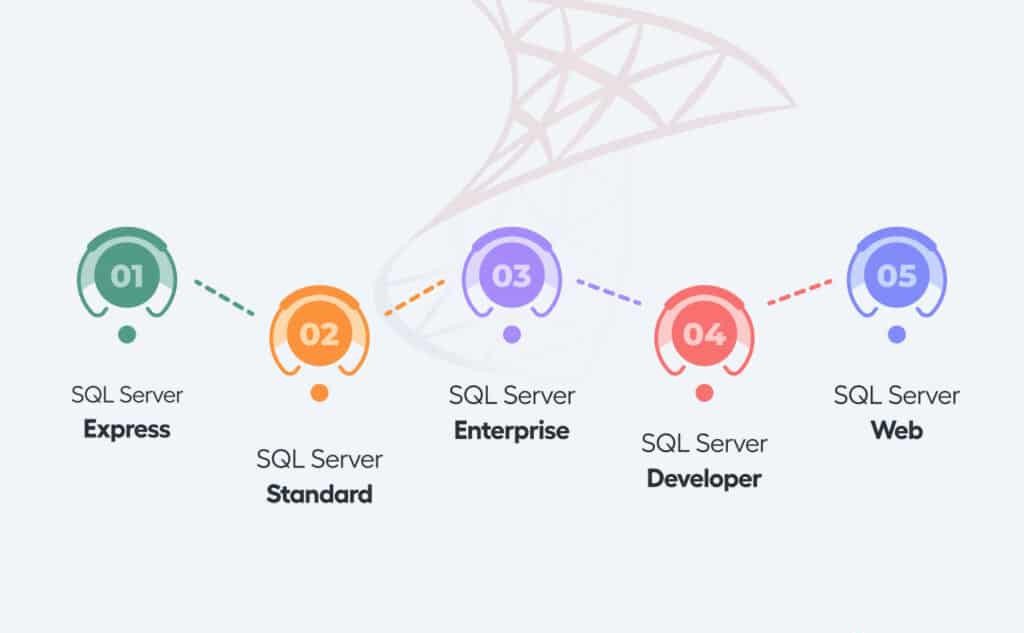 01
SQL Server
Express
02
SQL Server
Standard
03
SQL Server
Enterprise
04
SQL Server
Developer
05
SQL Server
Web